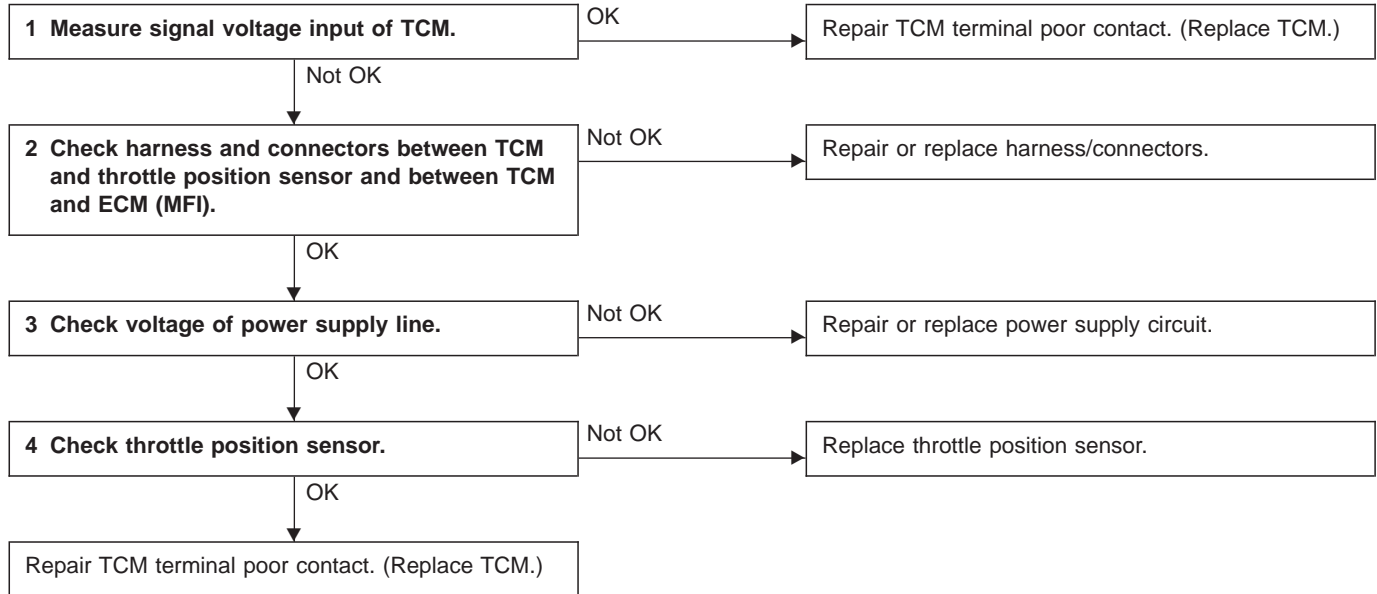 1 Measure signal voltage input of TCM.
OK
Repair TCM terminal poor contact. (Replace TCM.)
Not OK
2 Check harness and connectors between TCM
and throttle position sensor and between TCM
and ECM (MFI).
Not OK
Repair or replace harness/connectors.
OK
3 Check voltage of power supply line.
Not OK
Repair or replace power supply circuit.
OK
4 Check throttle position sensor.
Not OK
Replace throttle position sensor.
OK
Repair TCM terminal poor contact. (Replace TCM.)